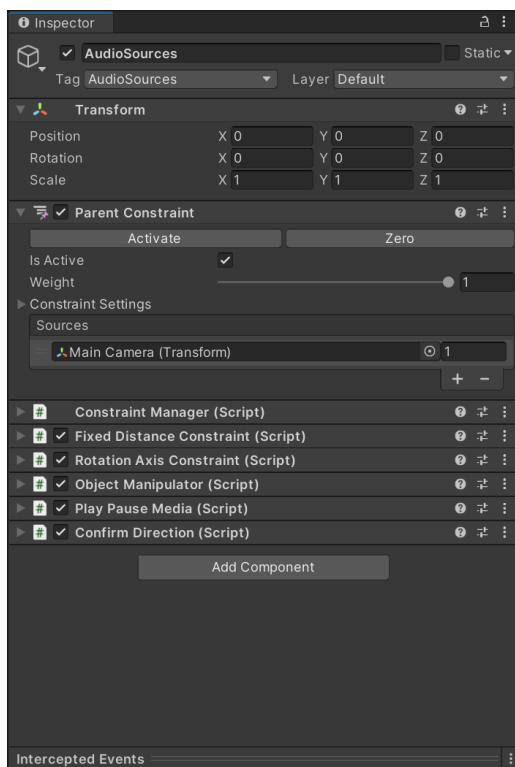 Inspector
AudioSources Static
Tag AudioSources Layer Default
Transform
Position X 0 Y 0 Z 0
Rotation X 0 Y 0 Z 0
Scale X 1 Y 1 Z 1
Parent Constraint
Activate Zero
Is Active
Weight 1
Constraint Settings
Sources
Main Camera (Transform) 1
+ −
# Constraint Manager (Script)
# Fixed Distance Constraint (Script)
# Rotation Axis Constraint (Script)
# Object Manipulator (Script)
# Play Pause Media (Script)
# Confirm Direction (Script)
Add Component
Intercepted Events